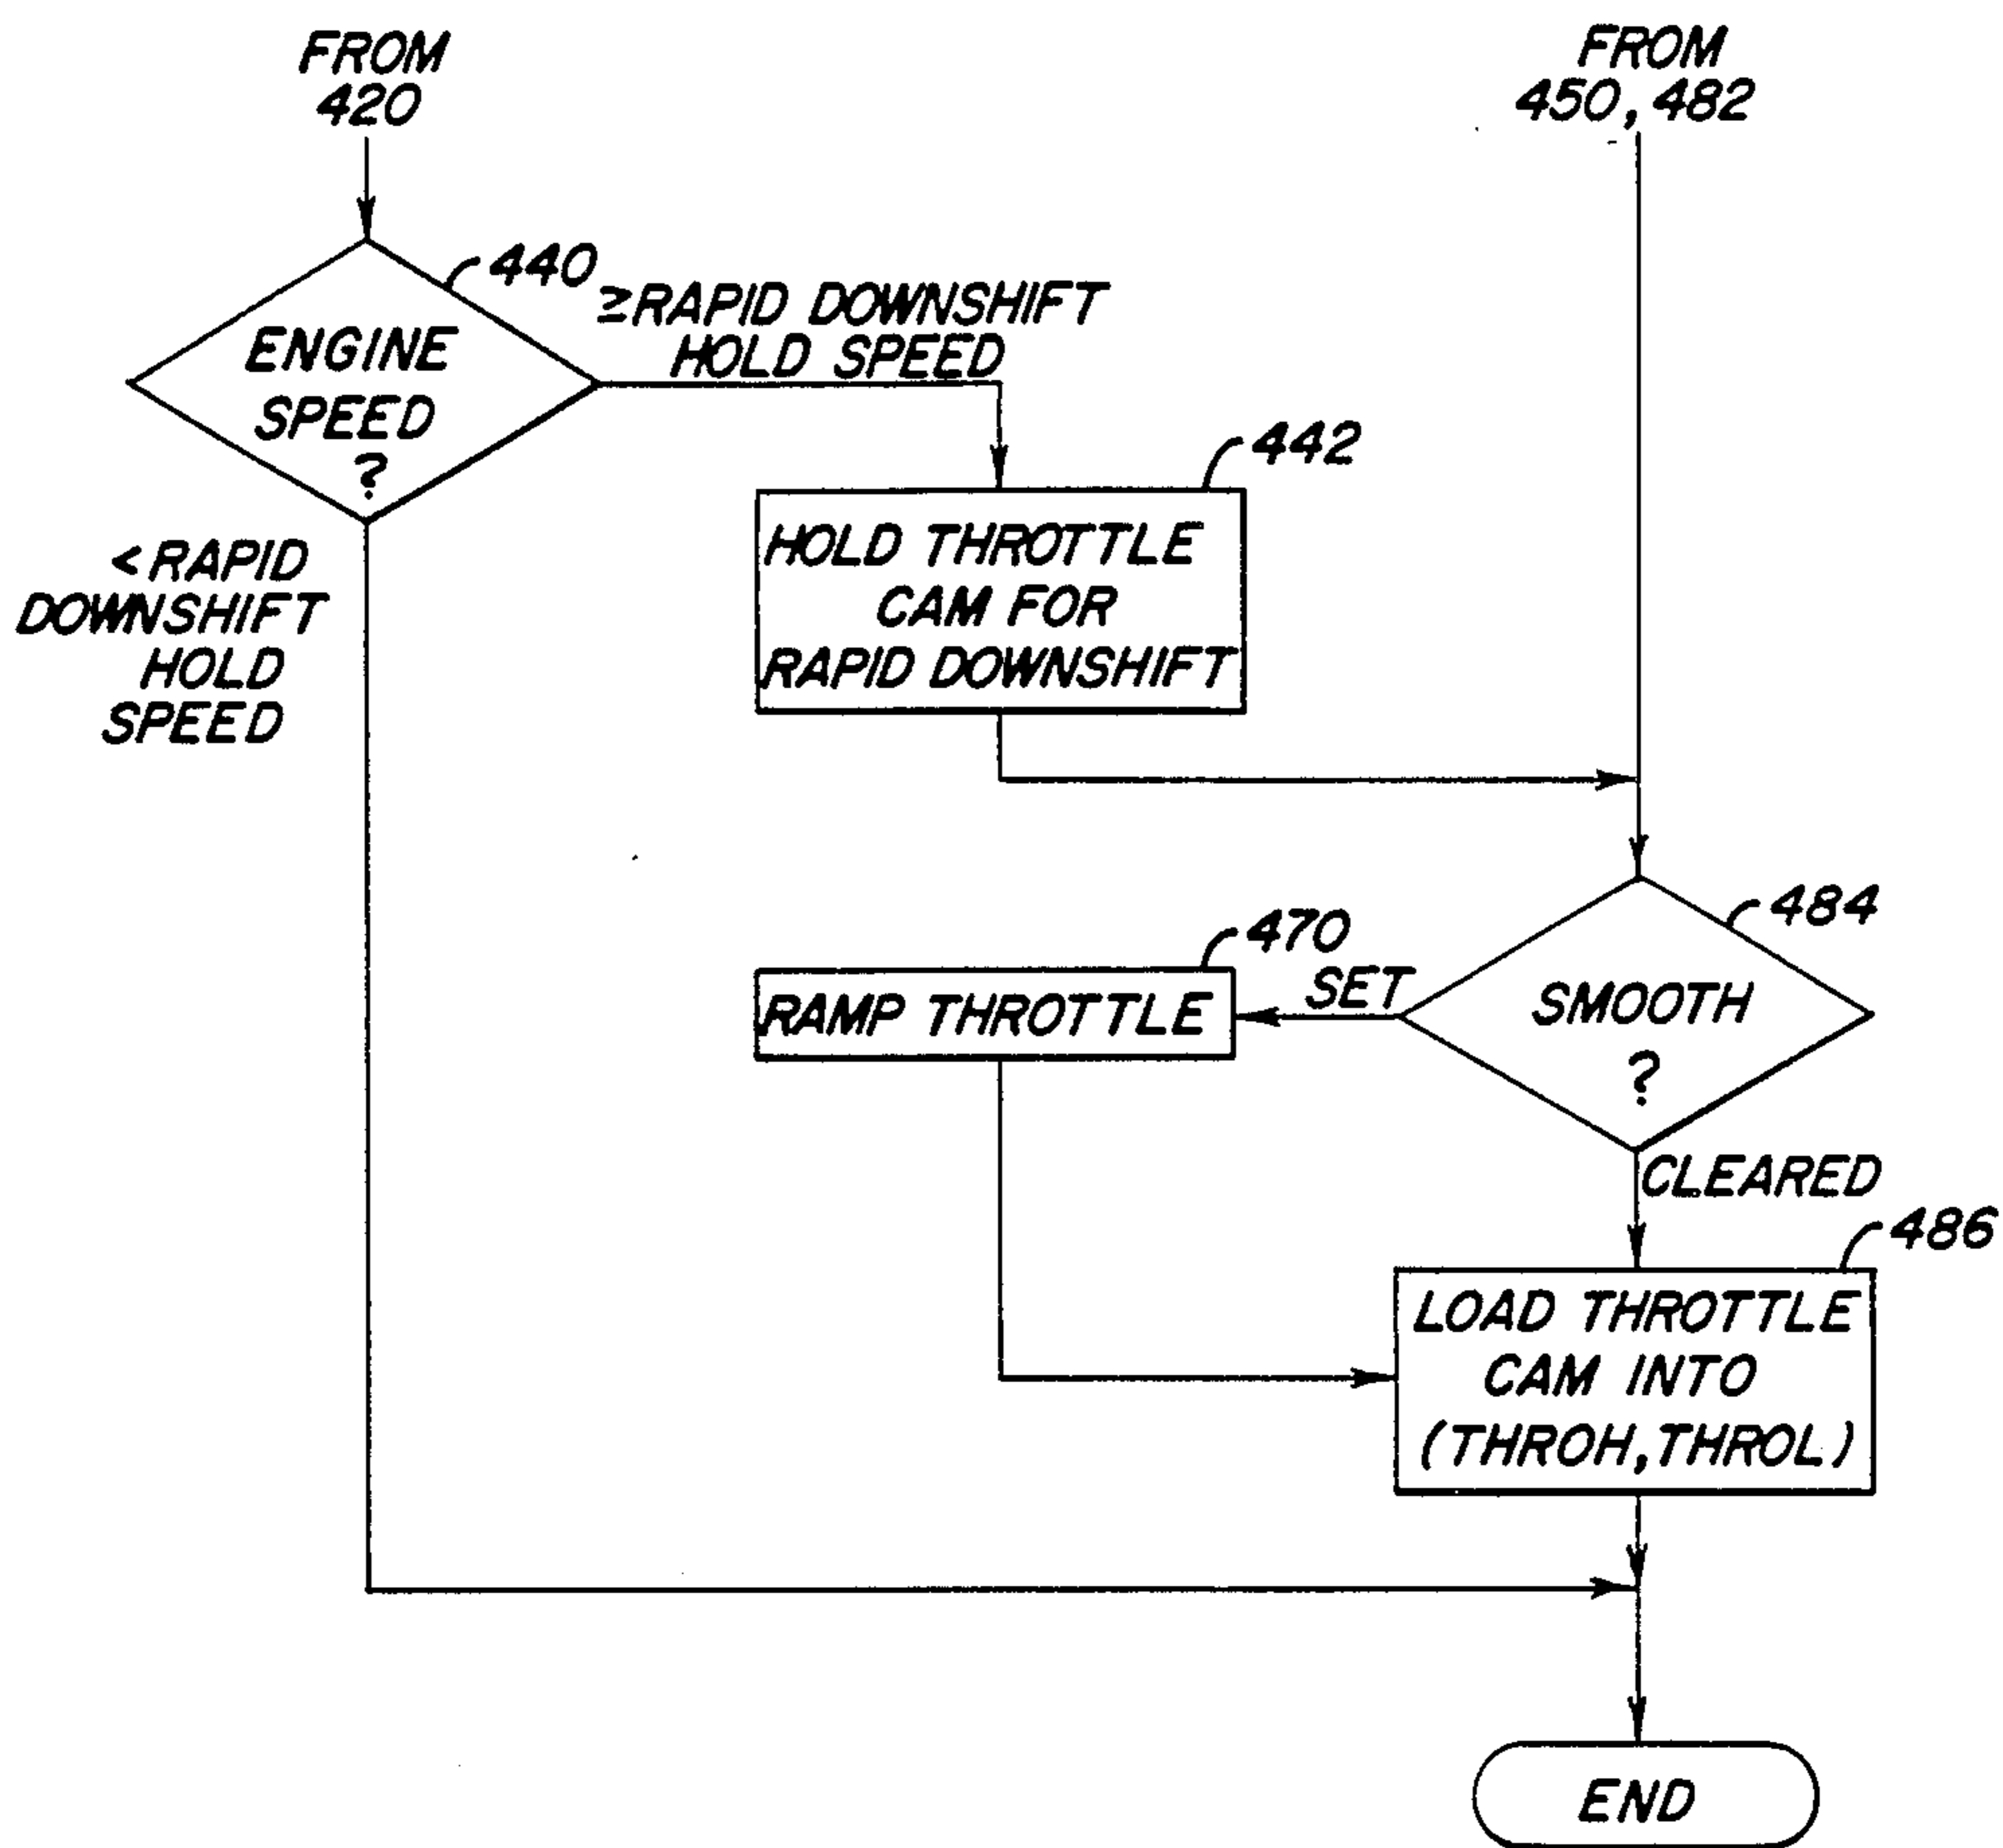 FROM
420
FROM
450, 482
440
ENGINE
SPEED
?
≥RAPID DOWNSHIFT
HOLD SPEED
<RAPID
DOWNSHIFT
HOLD
SPEED
442
HOLD THROTTLE
CAM FOR
RAPID DOWNSHIFT
484
SMOOTH
?
SET
470
RAMP THROTTLE
CLEARED
486
LOAD THROTTLE
CAM INTO
(THROH, THROL)
END